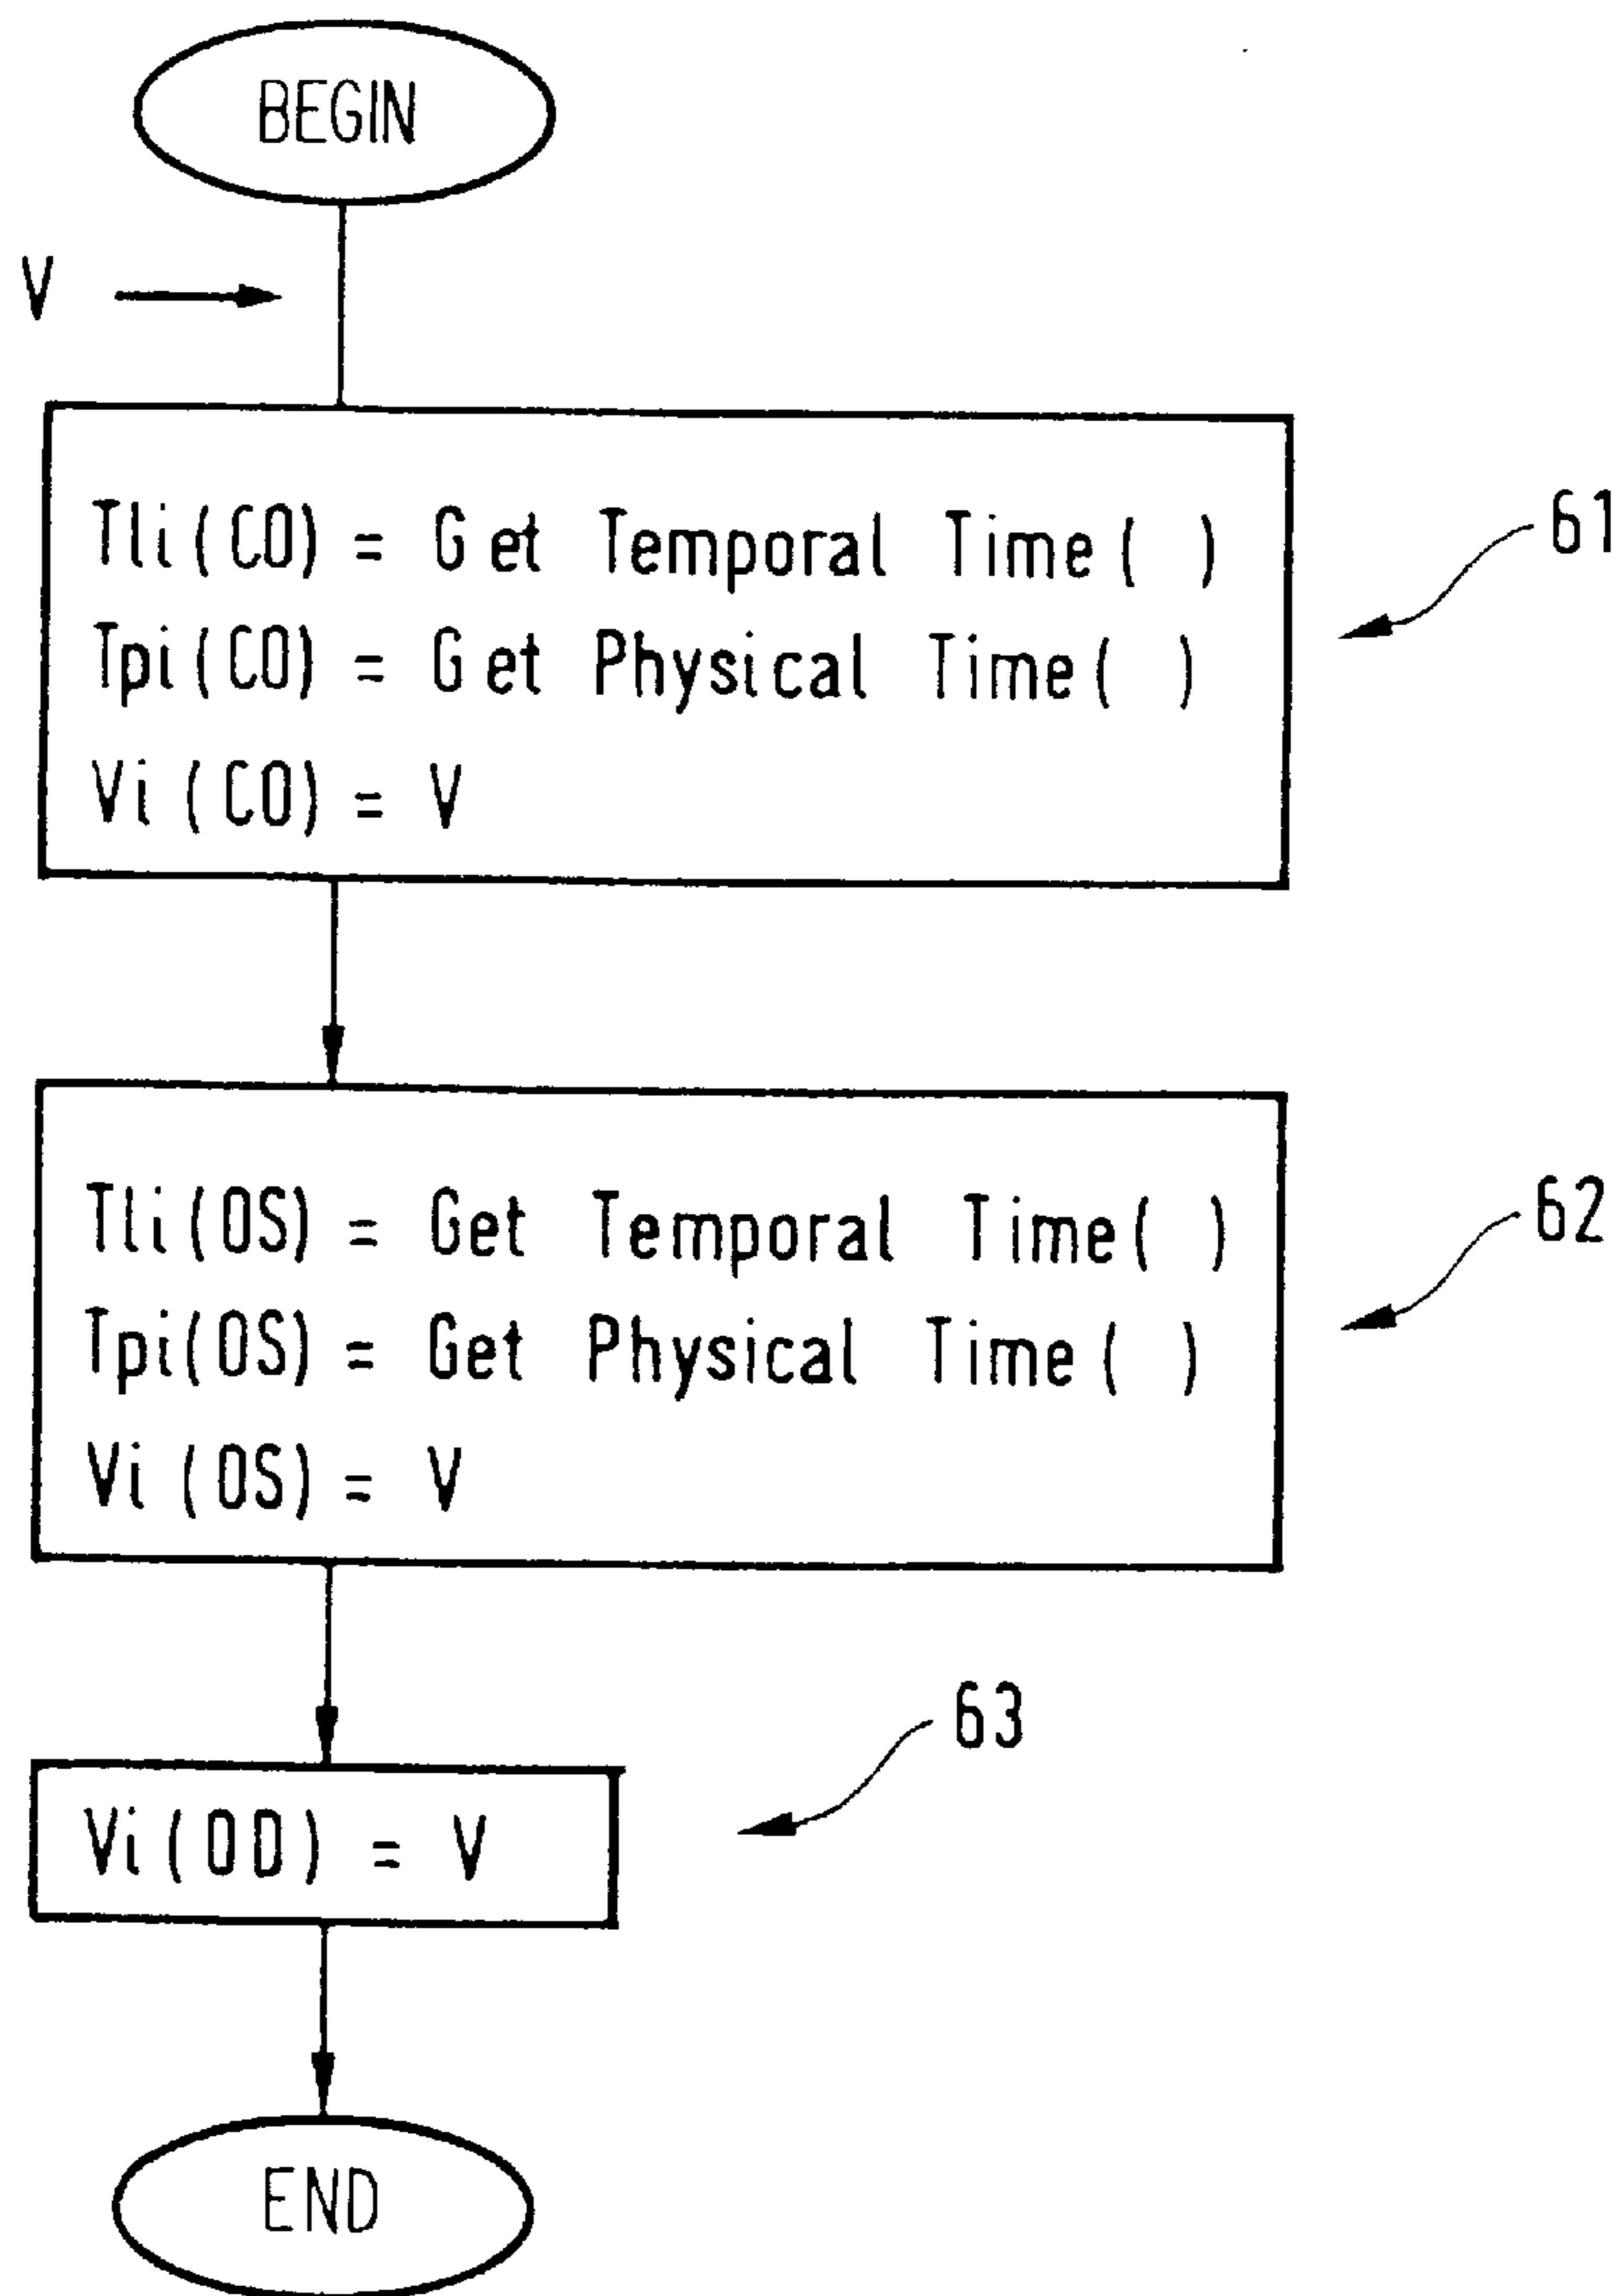 BEGIN
V
Tli(CO) = Get Temporal Time( )
Tpi(CO) = Get Physical Time( )
Vi(CO) = V
61
Tli(OS) = Get Temporal Time( )
Tpi(OS) = Get Physical Time( )
Vi(OS) = V
62
63
Vi(OD) = V
END